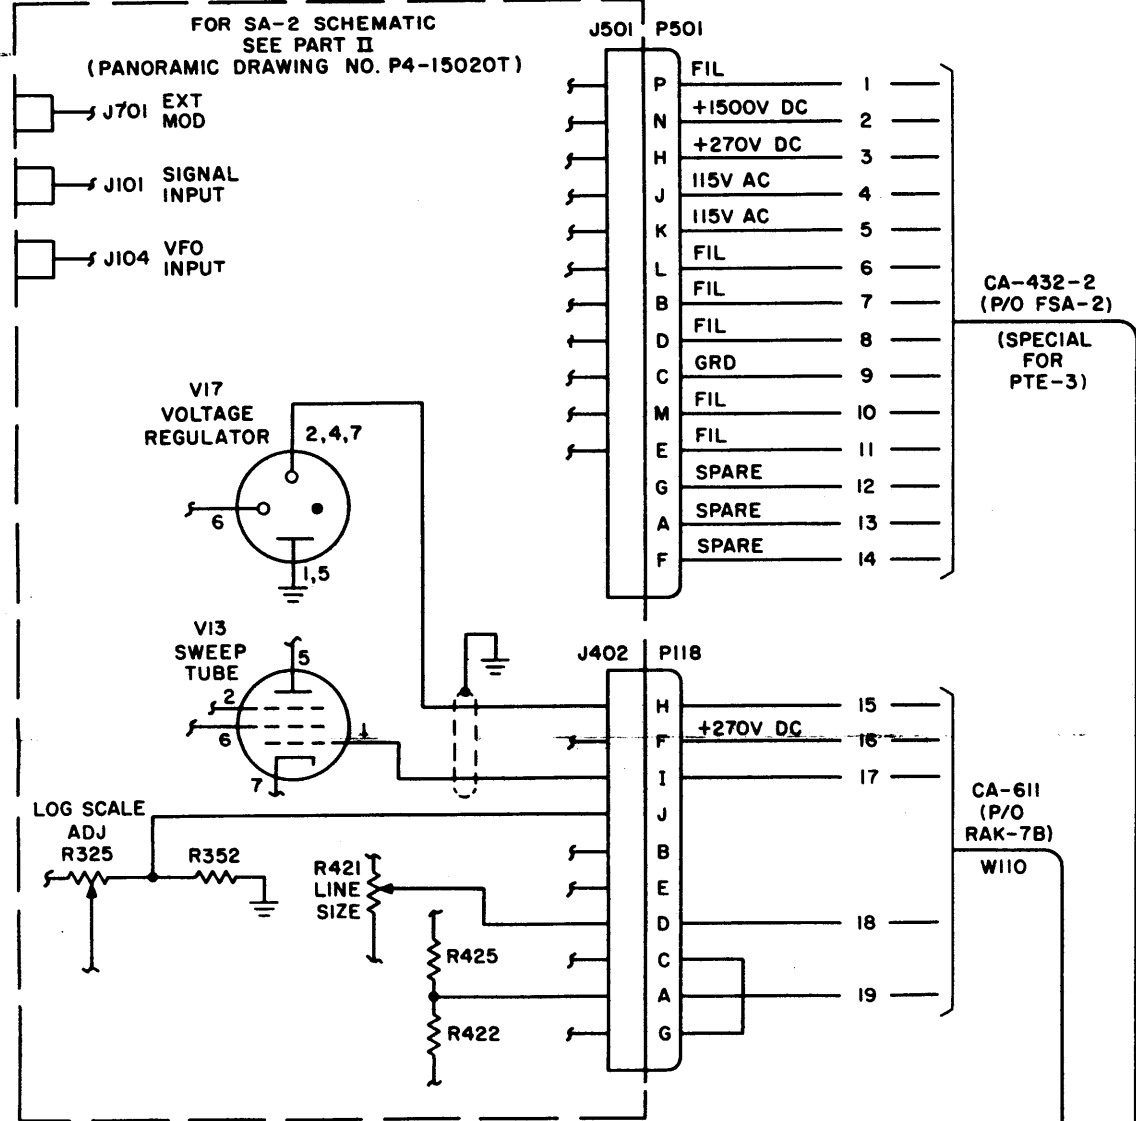 FOR SA-2 SCHEMATIC
SEE PART II
(PANORAMIC DRAWING NO. P4-15020T)
J701 EXT
MOD
J101 SIGNAL
INPUT
J104 VFO
INPUT
J501 P501
P FIL 1
N +1500V DC 2
H +270V DC 3
J 115V AC 4
K 115V AC 5
L FIL 6
B FIL 7
D FIL 8
C GRD 9
M FIL 10
E FIL 11
G SPARE 12
A SPARE 13
F SPARE 14
CA-432-2
(P/O FSA-2)
(SPECIAL
FOR
PTE-3)
V17
VOLTAGE
REGULATOR
2,4,7
6
1,5
V13
SWEEP
TUBE
5
2
6
1
7
J402 P118
H 15
F +270V DC 16
I 17
J
B
E
D 18
C
A 19
G
CA-611
(P/O
RAK-7B)
W110
LOG SCALE
ADJ
R325
R352
R421
LINE
SIZE
R425
R422